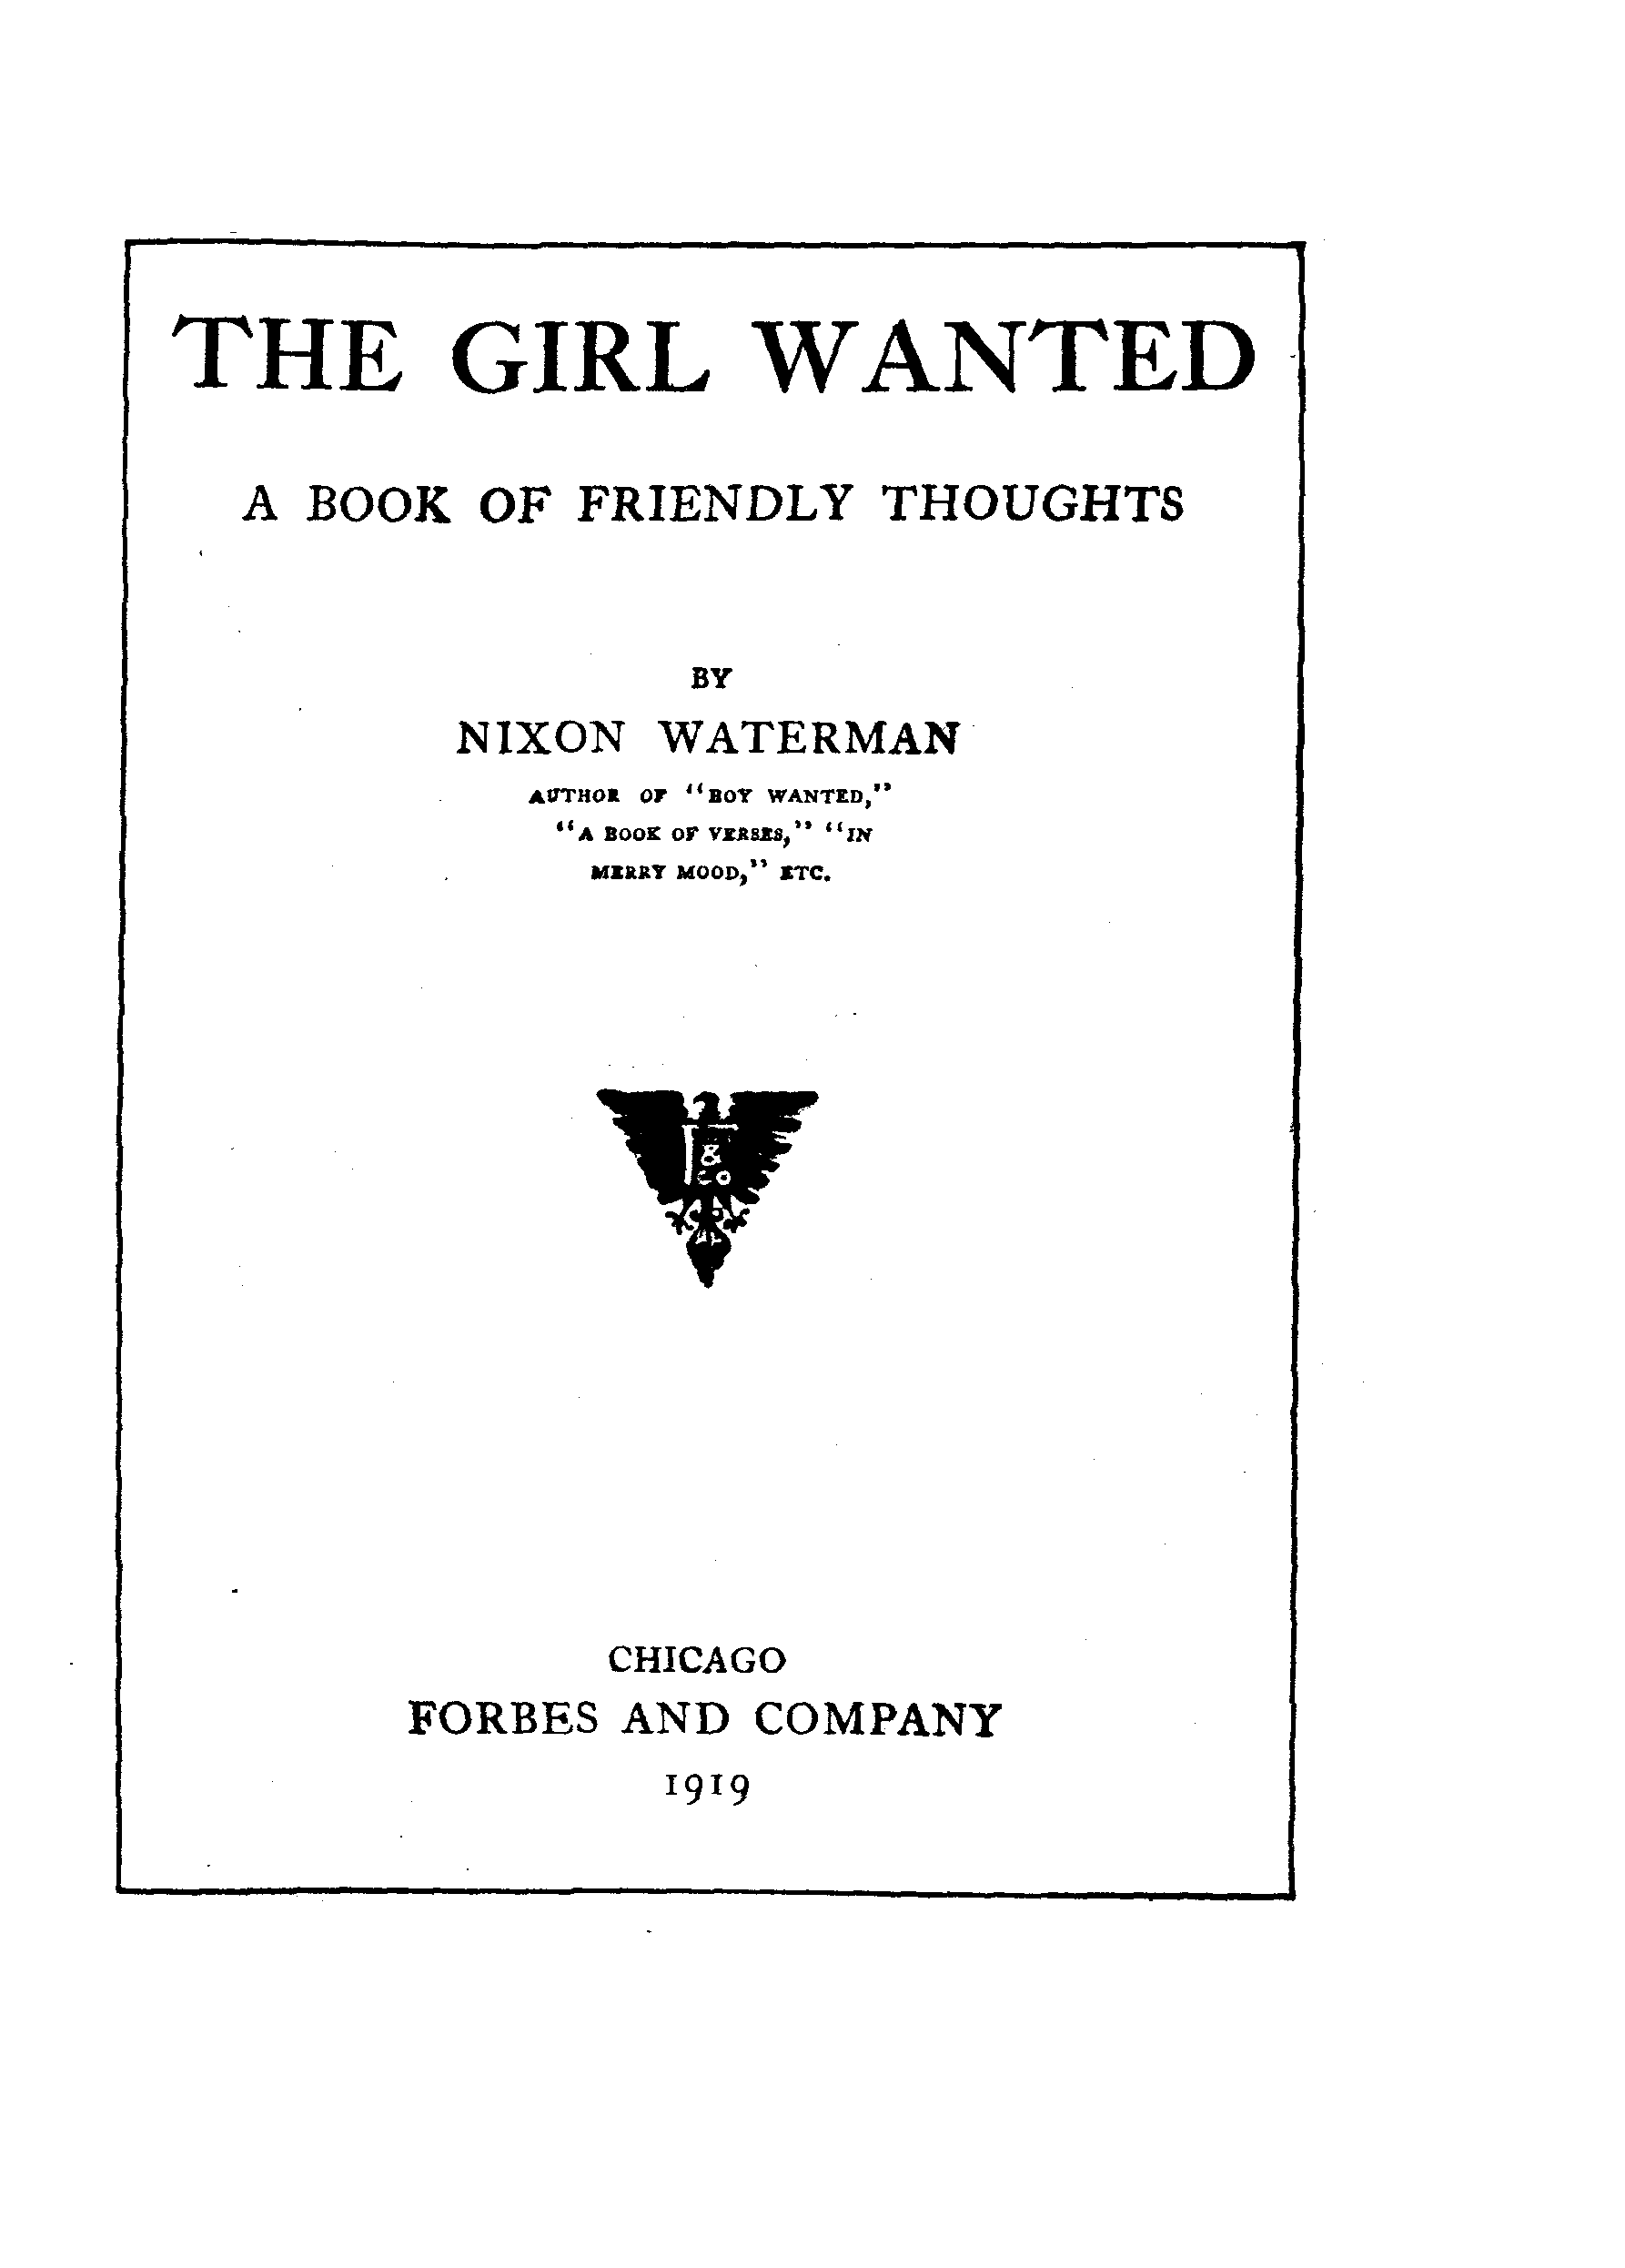 THE GIRL WANTED
A BOOK OF FRIENDLY THOUGHTS
BY
NIXON WATERMAN
AUTHOR OF "BOY WANTED,"
"A BOOK OF VERSES," "IN
MERRY MOOD," ETC.
F
& 
CO
CHICAGO
FORBES AND COMPANY
1919